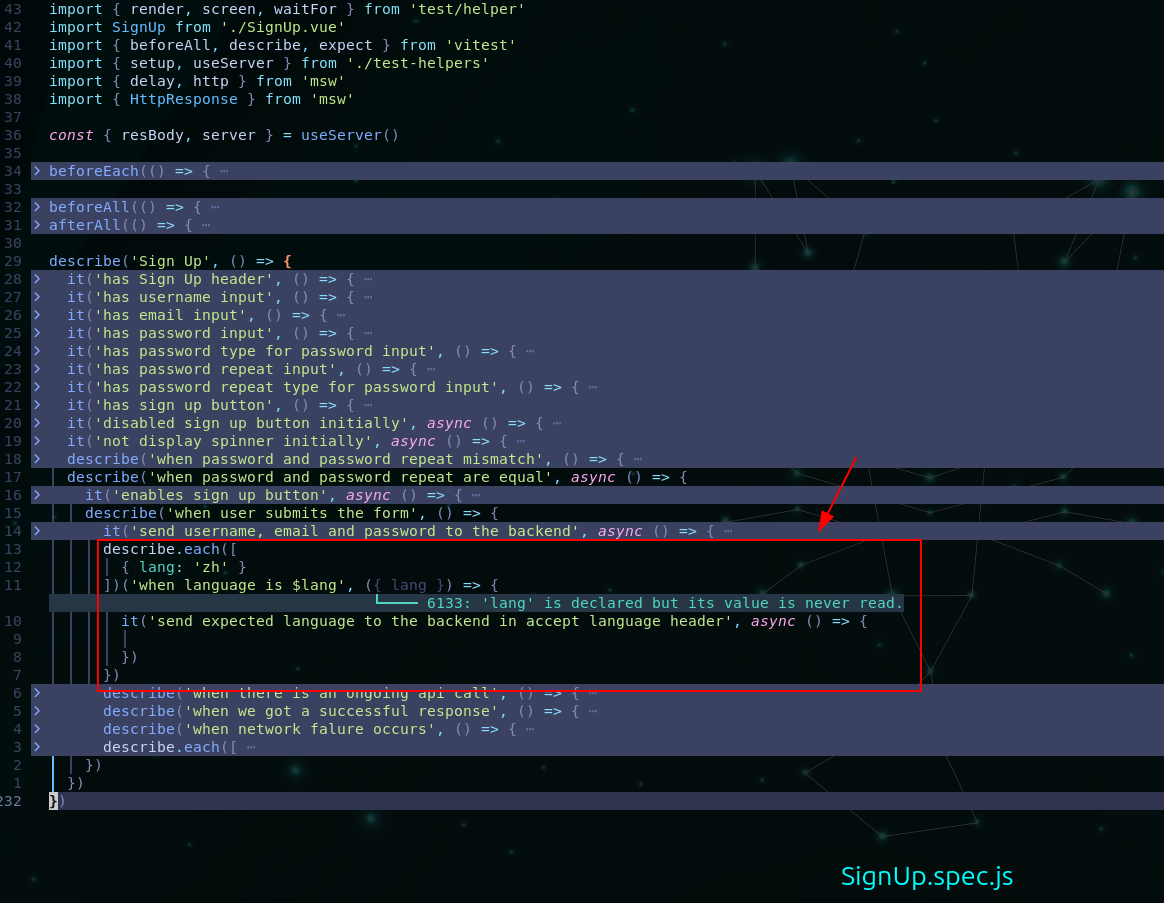 43 import { render, screen, waitFor } from 'test/helper'
42 import SignUp from './SignUp.vue'
41 import { beforeAll, describe, expect } from 'vitest'
40 import { setup, useServer } from './test-helpers'
39 import { delay, http } from 'msw'
38 import { HttpResponse } from 'msw'
37
36 const { resBody, server } = useServer()
35
34 > beforeEach(() => { ⋯
33
32 > beforeAll(() => { ⋯
31 > afterAll(() => { ⋯
30
29 describe('Sign Up', () => {
28 > it('has Sign Up header', () => { ⋯
27 > it('has username input', () => { ⋯
26 > it('has email input', () => { ⋯
25 > it('has password input', () => { ⋯
24 > it('has password type for password input', () => { ⋯
23 > it('has password repeat input', () => { ⋯
22 > it('has password repeat type for password input', () => { ⋯
21 > it('has sign up button', () => { ⋯
20 > it('disabled sign up button initially', async () => { ⋯
19 > it('not display spinner initially', async () => { ⋯
18 > describe('when password and password repeat mismatch', () => { ⋯
17 describe('when password and password repeat are equal', async () => {
16 > it('enables sign up button', async () => { ⋯
15 describe('when user submits the form', () => {
14 > it('send username, email and password to the backend', async () => { ⋯
13 describe.each([
12 { lang: 'zh' }
11 ])('when language is $lang', ({ lang }) => {
6133: 'lang' is declared but its value is never read.
10 it('send expected language to the backend in accept language header', async () => {
9
8 })
7 })
6 > describe('when there is an ongoing api call', () => { ⋯
5 > describe('when we got a successful response', () => { ⋯
4 > describe('when network falure occurs', () => { ⋯
3 > describe.each([ ⋯
2 })
1 })
232 })
SignUp.spec.js